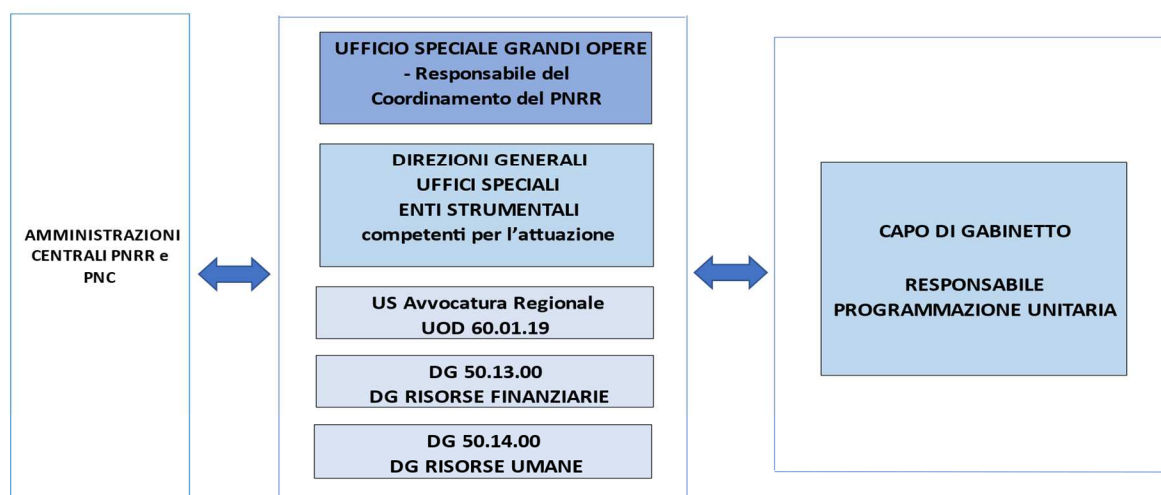 AMMINISTRAZIONI
CENTRALI PNRR e
PNC
UFFICIO SPECIALE GRANDI OPERE
- Responsabile del
Coordinamento del PNRR
DIREZIONI GENERALI
UFFICI SPECIALI
ENTI STRUMENTALI
competenti per l'attuazione
US Avvocatura Regionale
UOD 60.01.19
DG 50.13.00
DG RISORSE FINANZIARIE
DG 50.14.00
DG RISORSE UMANE
CAPO DI GABINETTO
RESPONSABILE
PROGRAMMAZIONE UNITARIA